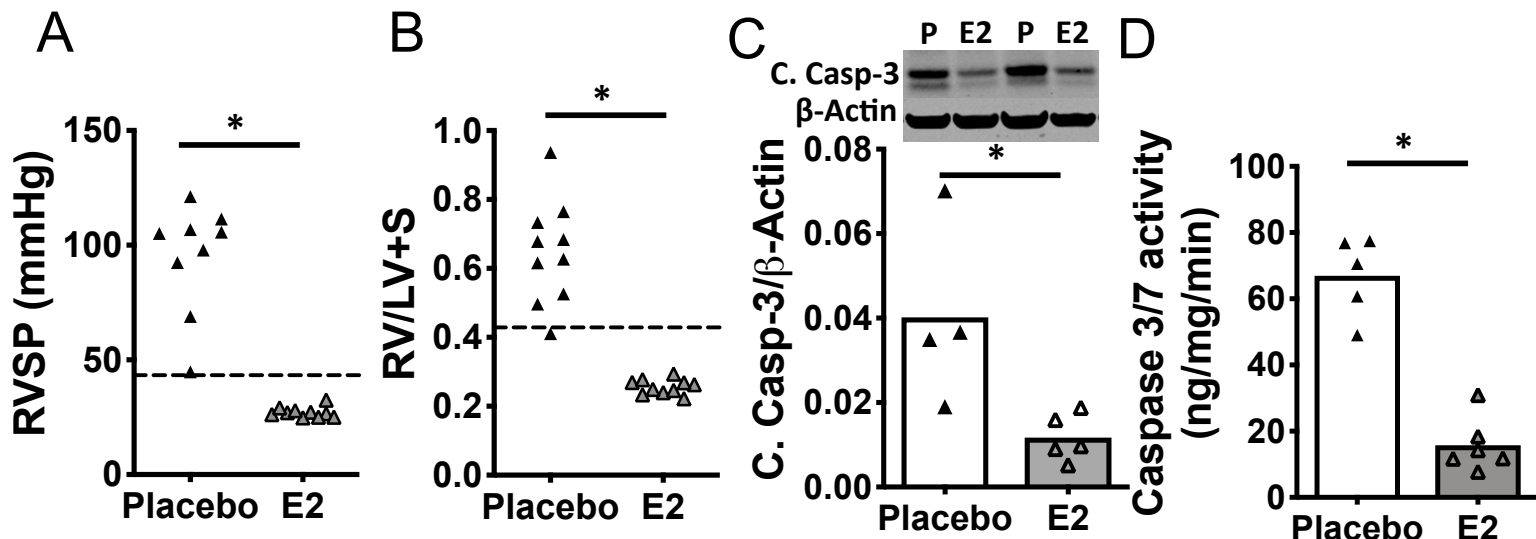 A
RVSP (mmHg)
150
100
50
0
*
Placebo E2
B
RV/LV+S
1.0
0.8
0.6
0.4
0.2
0.0
*
Placebo E2
C
P E2 P E2
C. Casp-3
β-Actin
C. Casp-3/β-Actin
0.08
0.06
0.04
0.02
0.00
*
Placebo E2
D
Caspase 3/7 activity
(ng/mg/min)
100
80
60
40
20
0
*
Placebo E2